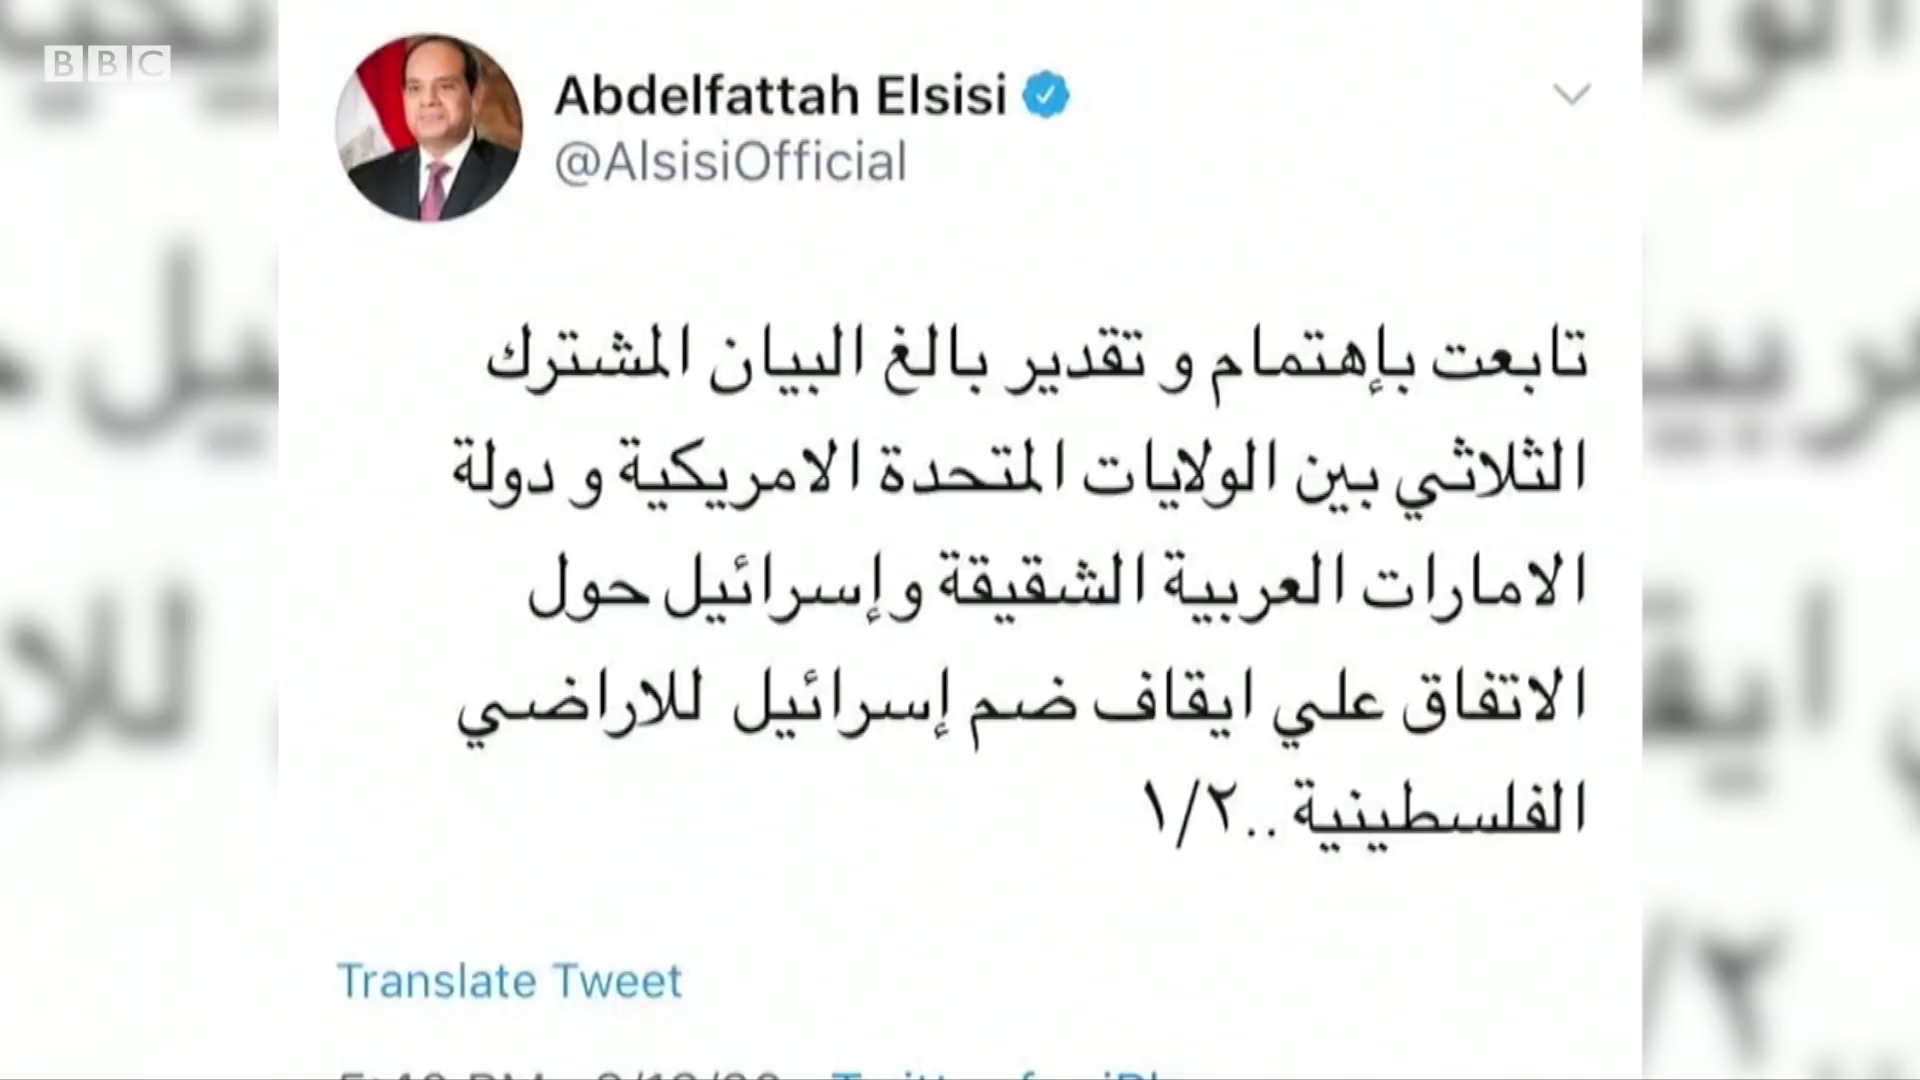 BBC
Abdelfattah Elsisi
@AlsisiOfficial
تابعت بإهتمام و تقدير بالغ البيان المشترك
الثلاثي بين الولايات المتحدة الامريكية و دولة
الامارات العربية الشقيقة وإسرائيل حول
الاتفاق علي ايقاف ضم إسرائيل للاراضي
الفلسطينية ..١/٢
Translate Tweet